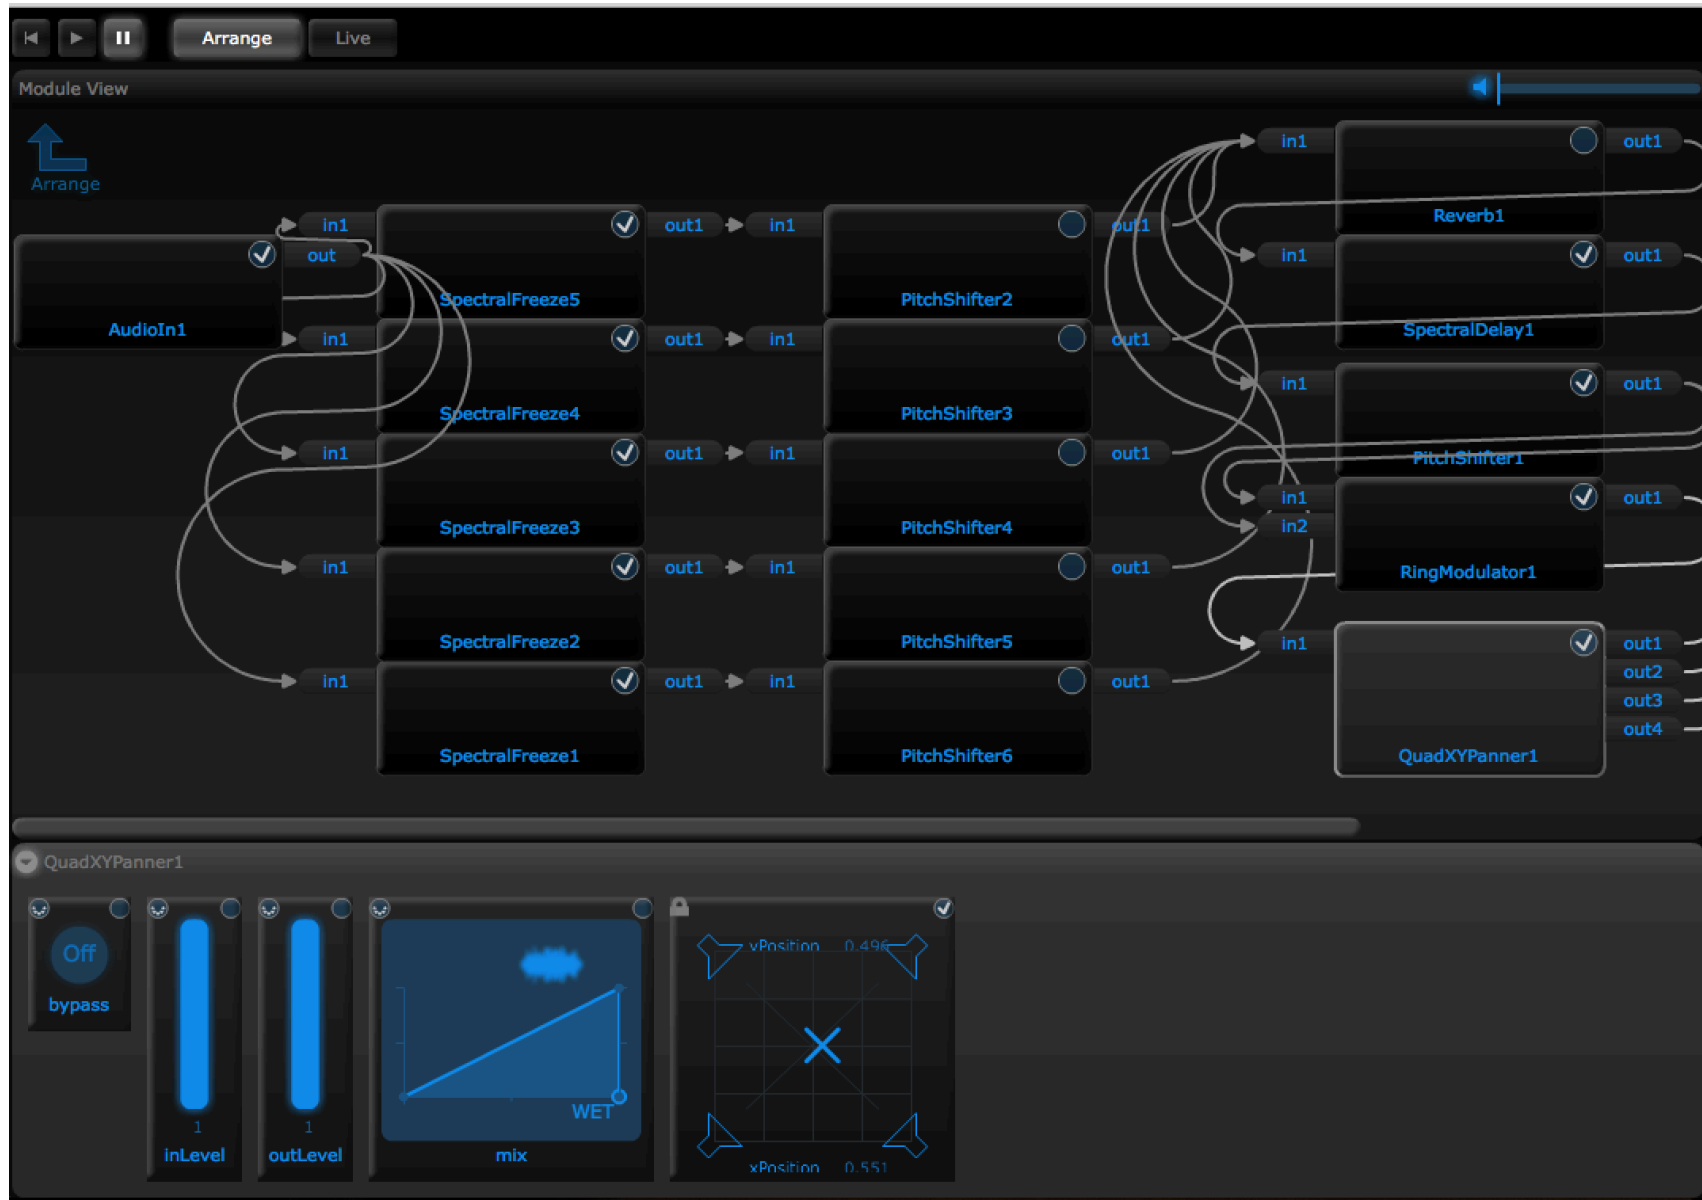 Arrange Live
Module View
Arrange
in1 out1
Reverb1
in1 out1 in1 out1
out in1 out1
SpectralFreeze5 PitchShifter2
AudioIn1 SpectralDelay1
in1 out1 in1 out1
in1 out1
SpectralFreeze4 PitchShifter3
in1 out1 in1 out1 PitchShifter1
in1 out1
SpectralFreeze3 PitchShifter4 in2
in1 out1 in1 out1 RingModulator1
SpectralFreeze2 PitchShifter5 in1 out1
in1 out1 in1 out1 out2
out3
out4
SpectralFreeze1 PitchShifter6 QuadXYPanner1
QuadXYPanner1
Off
bypass
1
inLevel
1
outLevel
WET
mix
yPosition 0.496
xPosition 0.551